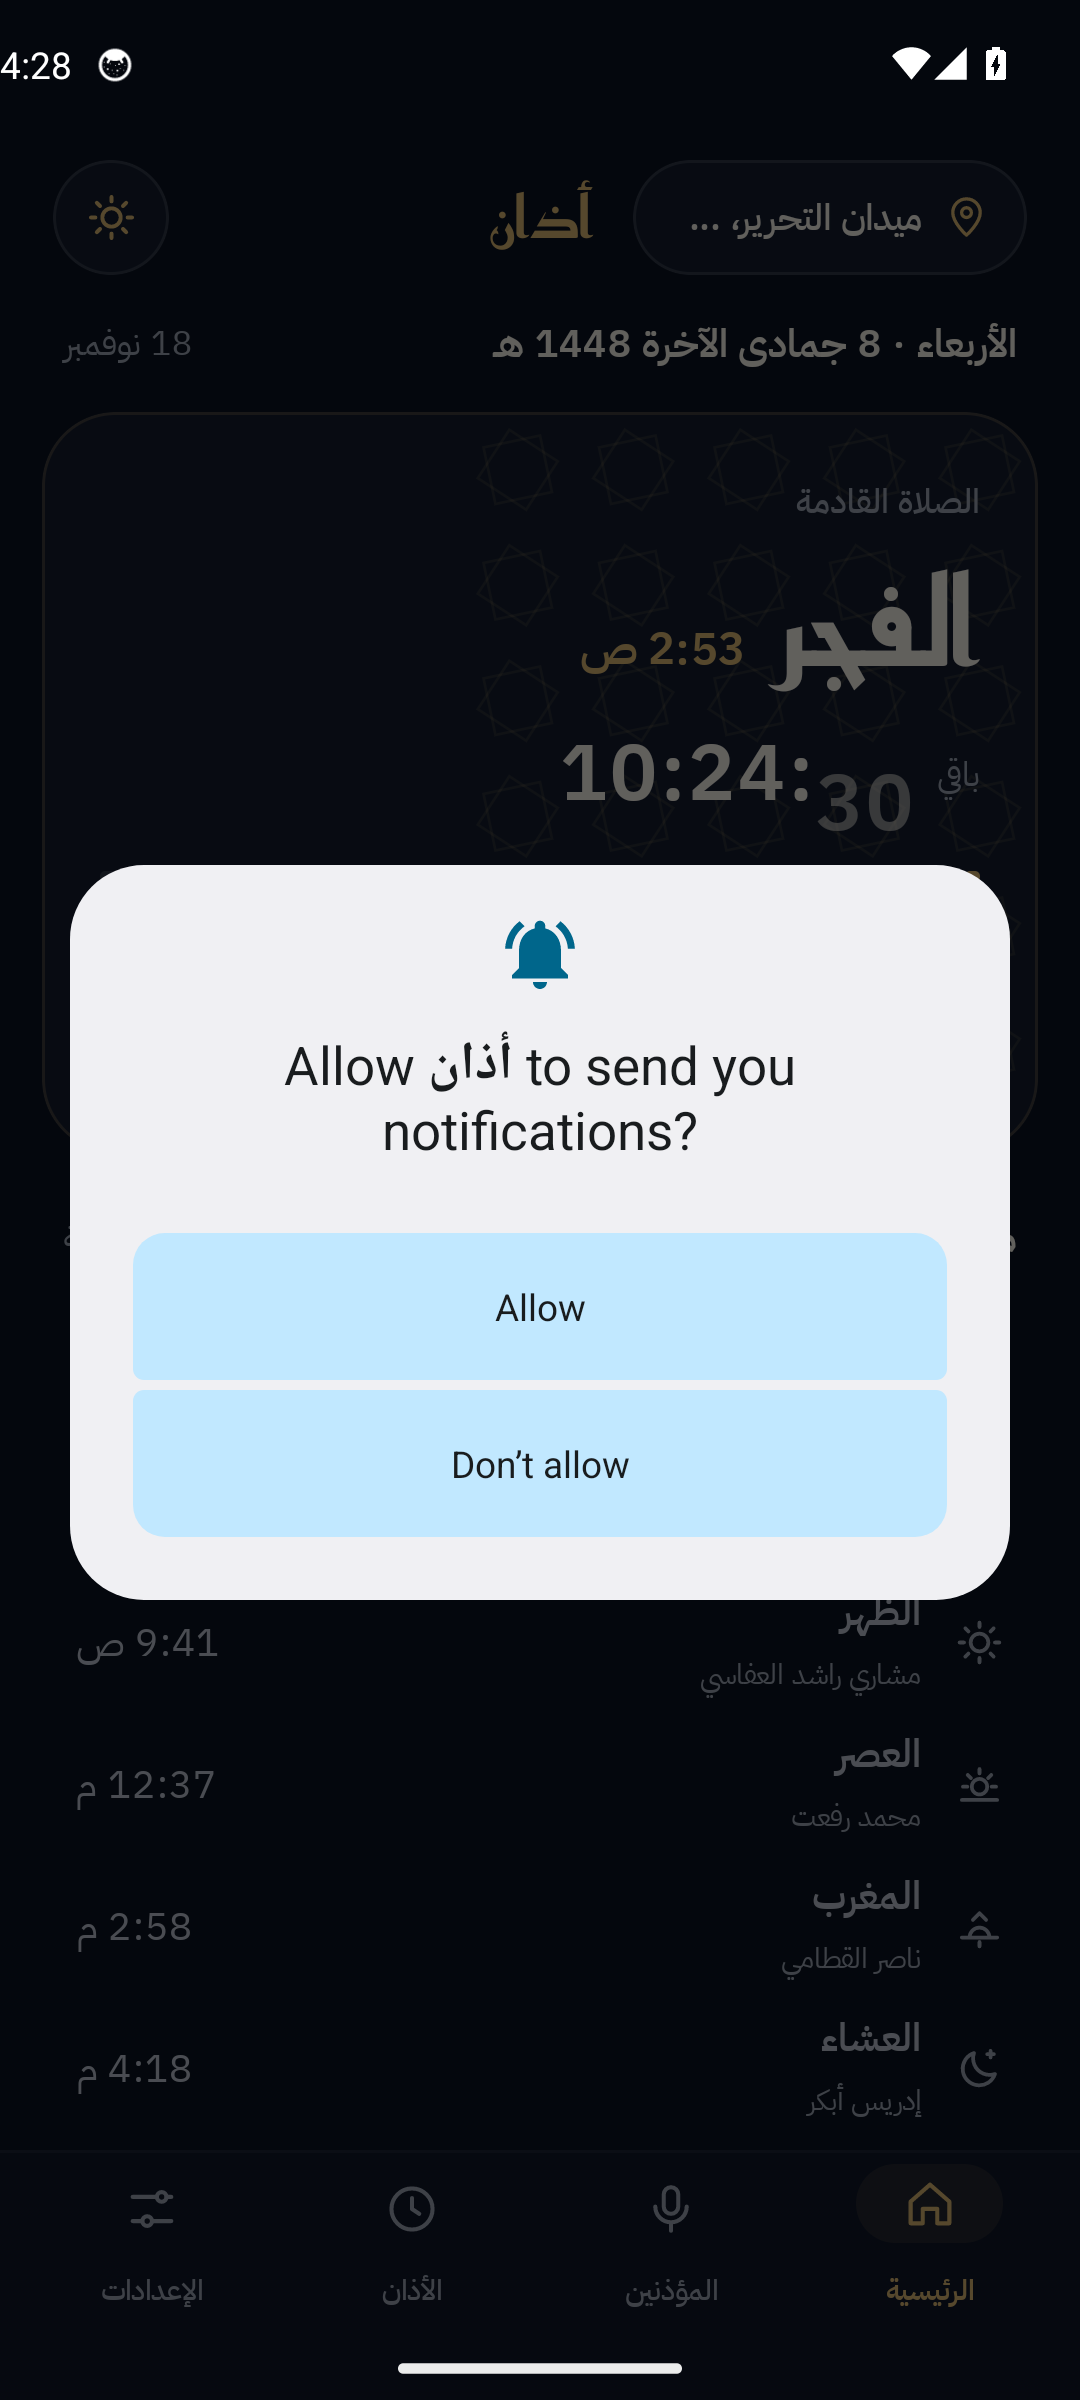 4:28
ميدان التحرير، ...
أذان
الأربعاء · 8 جمادى الآخرة 1448 هـ
18 نوفمبر
الصلاة القادمة
الفجر 2:53 ص
باقي 10:24:30
Allow أذان to send you
notifications?
Allow
Don’t allow
الظهر
9:41 ص
مشاري راشد العفاسي
العصر
12:37 م
محمد رفعت
المغرب
2:58 م
ناصر القطامي
العشاء
4:18 م
إدريس أبكر
الرئيسية
المؤذنين
الأذان
الإعدادات